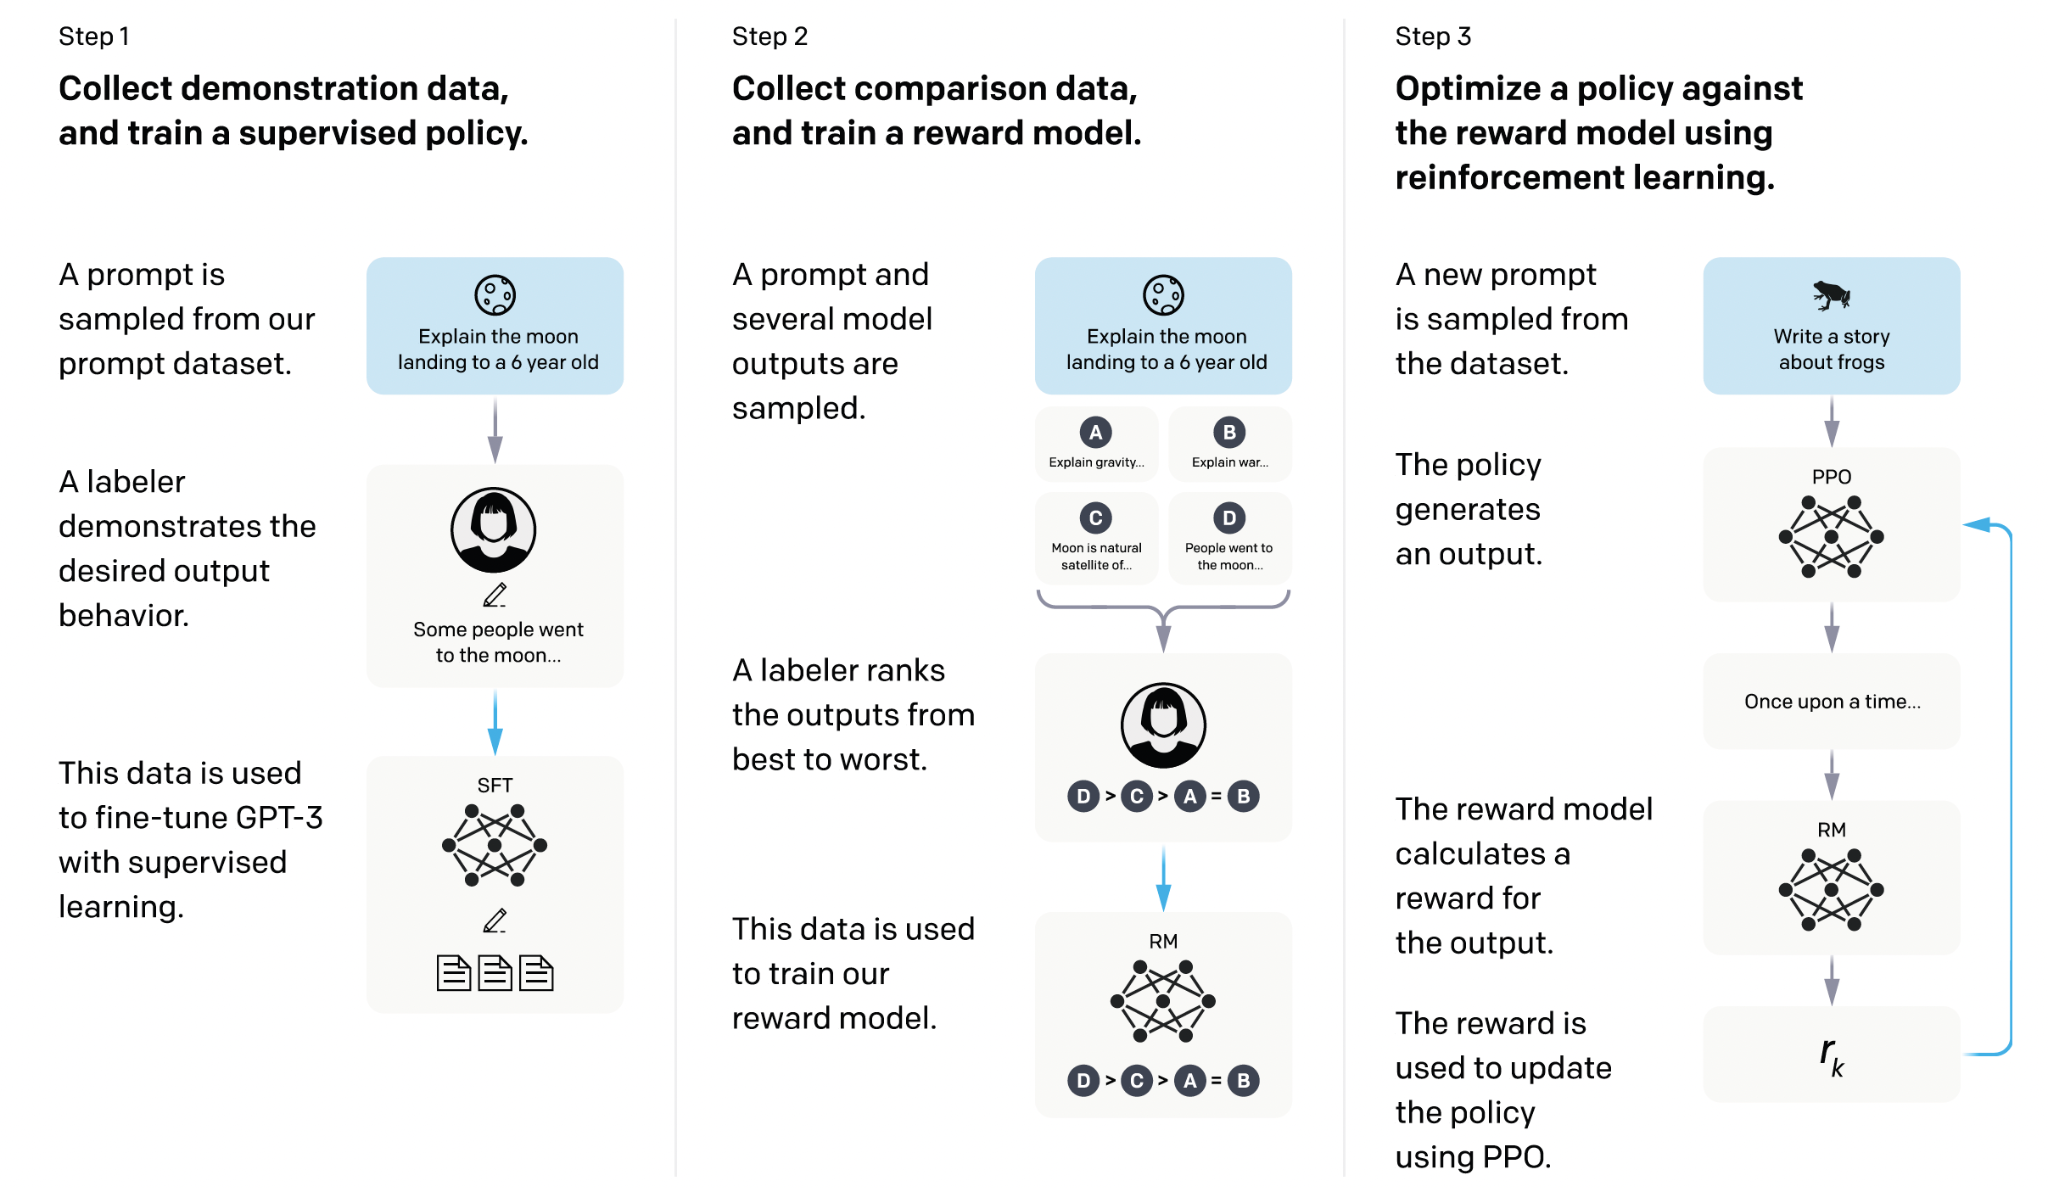 Step 1
Collect demonstration data,
and train a supervised policy.
A prompt is
sampled from our
prompt dataset.
Explain the moon
landing to a 6 year old
A labeler
demonstrates the
desired output
behavior.
Some people went
to the moon...
This data is used
to fine-tune GPT-3
with supervised
learning.
SFT
Step 2
Collect comparison data,
and train a reward model.
A prompt and
several model
outputs are
sampled.
Explain the moon
landing to a 6 year old
A
Explain gravity...
B
Explain war...
C
Moon is natural
satellite of...
D
People went to
the moon...
A labeler ranks
the outputs from
best to worst.
D > C > A = B
This data is used
to train our
reward model.
RM
D > C > A = B
Step 3
Optimize a policy against
the reward model using
reinforcement learning.
A new prompt
is sampled from
the dataset.
Write a story
about frogs
The policy
generates
an output.
PPO
Once upon a time...
The reward model
calculates a
reward for
the output.
RM
The reward is
used to update
the policy
using PPO.
r_k